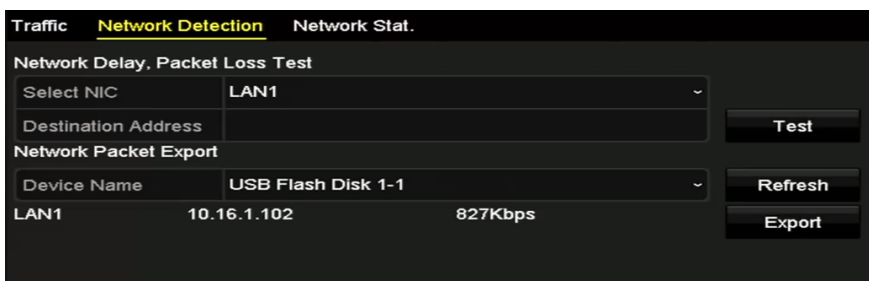 Traffic Network Detection Network Stat.
Network Delay, Packet Loss Test
Select NIC LAN1
Destination Address Test
Network Packet Export
Device Name USB Flash Disk 1-1 Refresh
LAN1 10.16.1.102 827Kbps Export